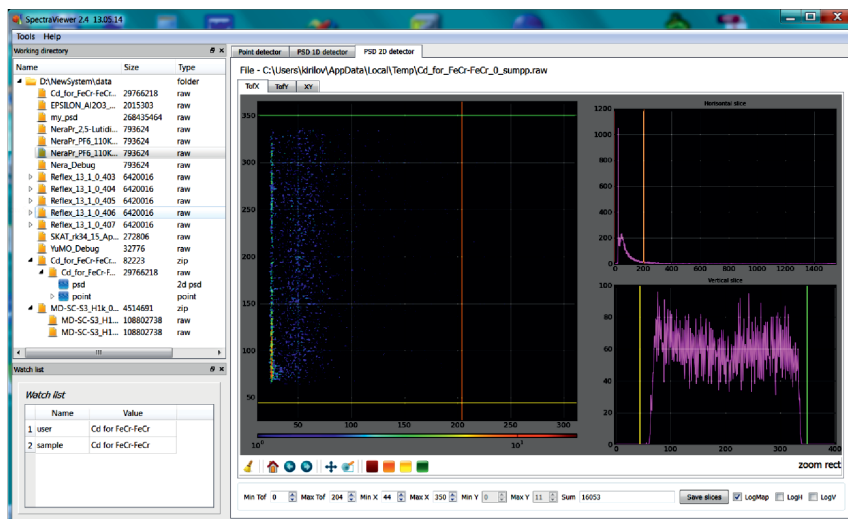 SpectraViewer 2.4 13.05.14
Tools Help
Working directory
Name Size Type
D:\NewSystem\data folder
Cd_for_FeCr-FeCr... 29766218 raw
EPSILON_Al2O3_... 2015303 raw
my_psd 268435464 raw
NeraPr_2,5-Lutidi... 793624 raw
NeraPr_PF6_110K... 793624 raw
NeraPr_PF6_110K... 793624 raw
Nera_Debug 793624 raw
Reflex_13_1_0_403 6420016 raw
Reflex_13_1_0_404 6420016 raw
Reflex_13_1_0_405 6420016 raw
Reflex_13_1_0_406 6420016 raw
Reflex_13_1_0_407 6420016 raw
SKAT_rk34_15_Ap... 272806 raw
YuMO_Debug 32776 raw
Cd_for_FeCr-FeCr... 82223 zip
Cd_for_FeCr-F... 29766218 raw
psd 2d psd
point point
MD-SC-S3_H1k_0... 4514691 zip
MD-SC-S3_H1... 108802738 raw
MD-SC-S3_H1... 108802738 raw
Watch list
Watch list
Name Value
1 user Cd for FeCr-FeCr
2 sample Cd for FeCr-FeCr
Point detector PSD 1D detector PSD 2D detector
File - C:\Users\kirilov\AppData\Local\Temp\Cd_for_FeCr-FeCr_0_sumpp.raw
TofX TofY XY
350
300
250
200
150
100
50
50 100 150 200 250 300
10⁰ 10¹
Horizontal slice
1200
1000
800
600
400
200
0
0 200 400 600 800 1000 1200 1400
Vertical slice
100
80
60
40
20
0
0 100 200 300 400
zoom rect
Min Tof 0 Max Tof 204 Min X 44 Max X 350 Min Y 0 Max Y 11 Sum 16053 Save slices LogMap LogH LogV